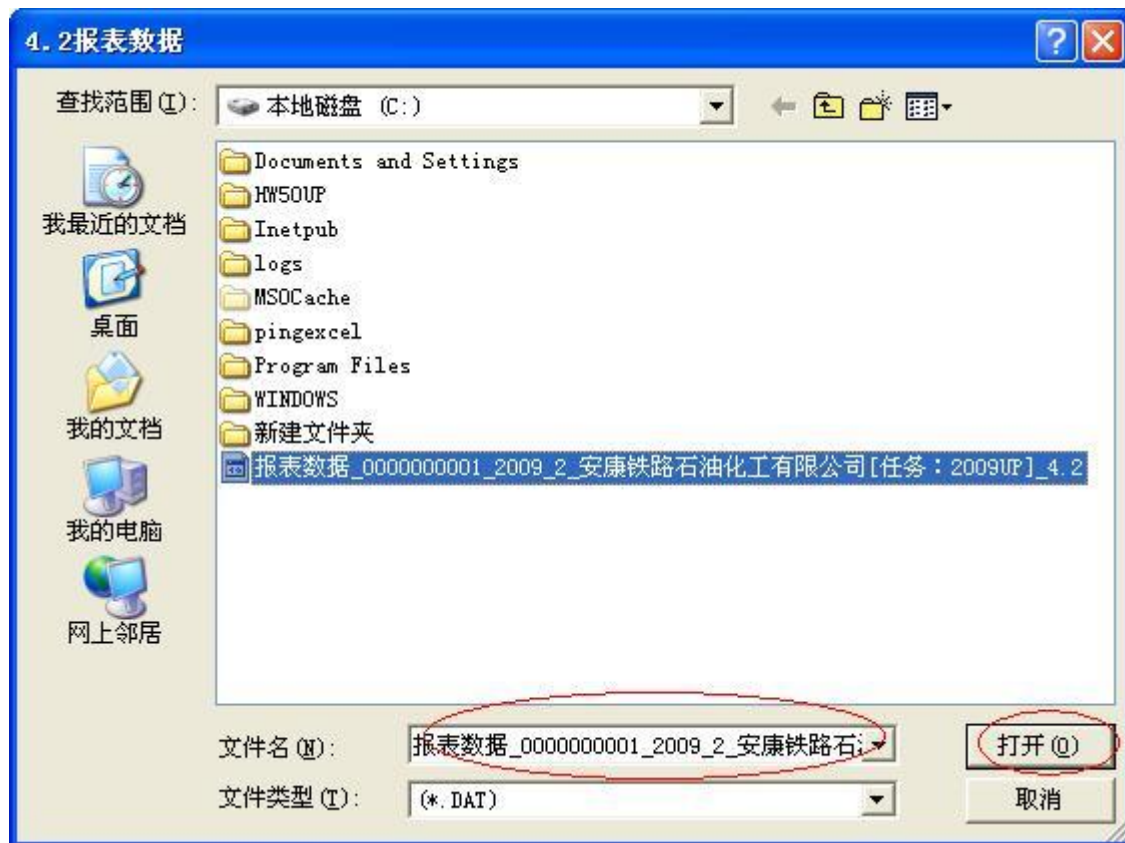 4.2报表数据
查找范围(I):
本地磁盘 (C:)
我最近的文档
桌面
我的文档
我的电脑
网上邻居
Documents and Settings
HW50UP
Inetpub
logs
MSOCache
pingexcel
Program Files
WINDOWS
新建文件夹
报表数据_0000000001_2009_2_安康铁路石油化工有限公司[任务：2009UP]_4.2
文件名(N):
报表数据_0000000001_2009_2_安康铁路石
打开(O)
文件类型(T):
(*.DAT)
取消